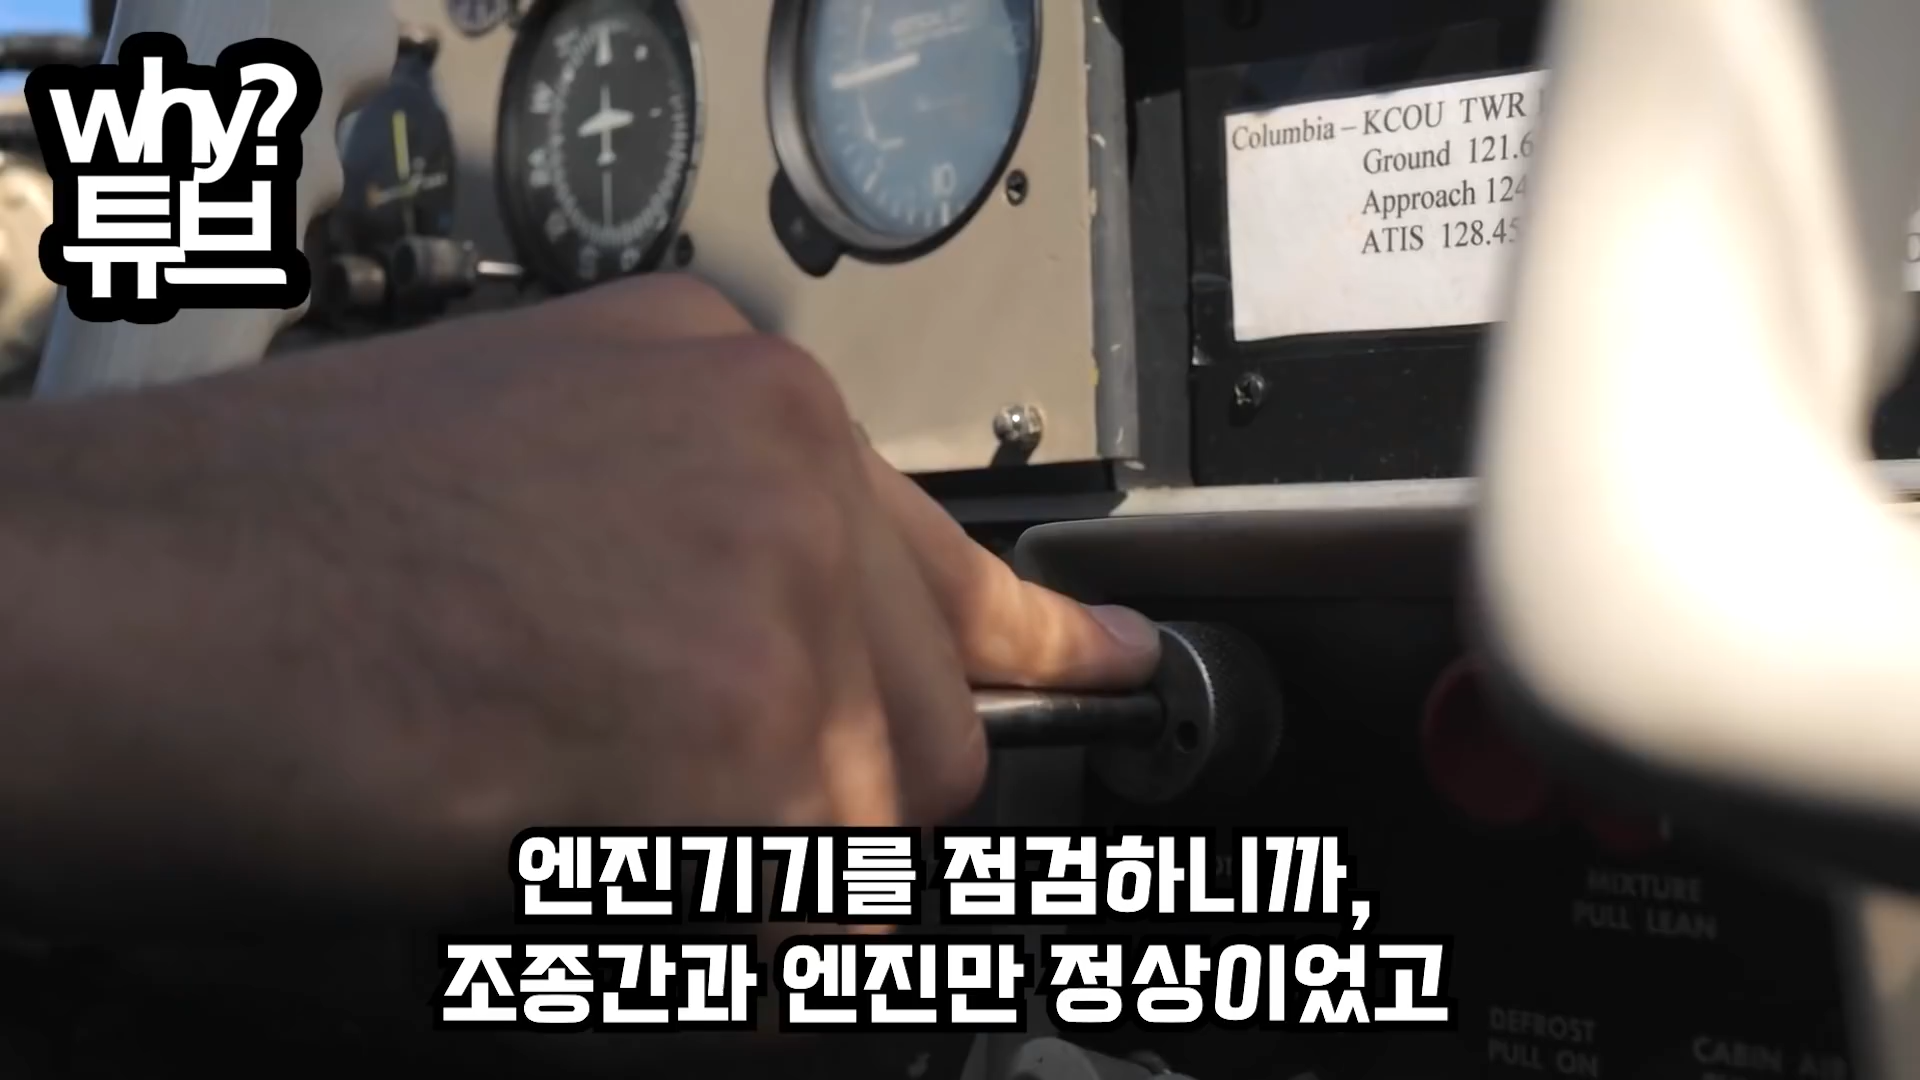 why?
튜브
Columbia – KCOU TWR
Ground 121.6
Approach 124
ATIS 128.45
10
엔진기기를 점검하니까,
조종간과 엔진만 정상이었고
MIXTURE
PULL LEAN
DEFROST
PULL ON
CABIN AIR